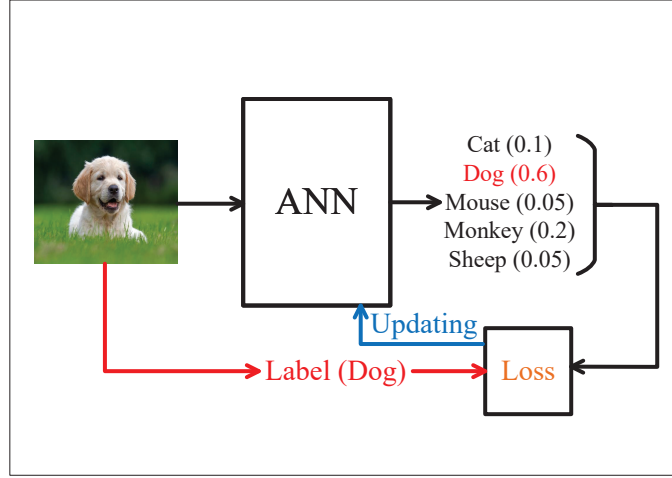 ANN
Cat (0.1)
Dog (0.6)
Mouse (0.05)
Monkey (0.2)
Sheep (0.05)
Updating
Label (Dog)
Loss